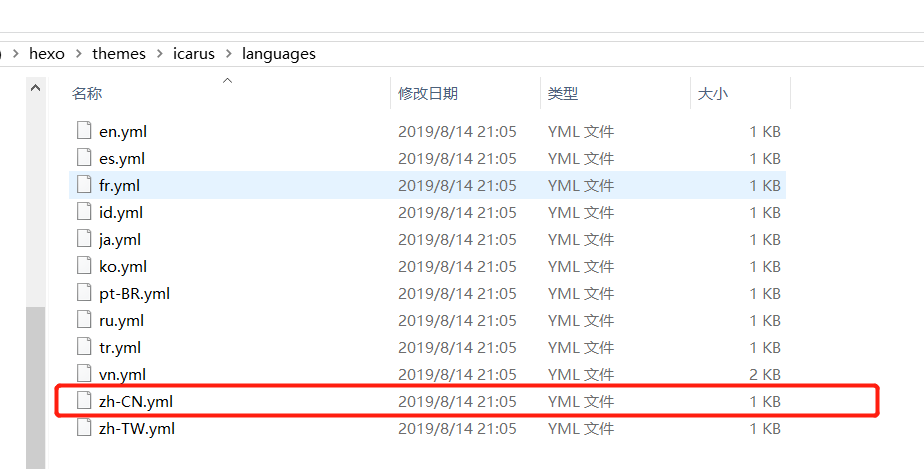 ) › hexo › themes › icarus › languages
名称 修改日期 类型 大小
en.yml 2019/8/14 21:05 YML 文件 1 KB
es.yml 2019/8/14 21:05 YML 文件 1 KB
fr.yml 2019/8/14 21:05 YML 文件 1 KB
id.yml 2019/8/14 21:05 YML 文件 1 KB
ja.yml 2019/8/14 21:05 YML 文件 1 KB
ko.yml 2019/8/14 21:05 YML 文件 1 KB
pt-BR.yml 2019/8/14 21:05 YML 文件 1 KB
ru.yml 2019/8/14 21:05 YML 文件 1 KB
tr.yml 2019/8/14 21:05 YML 文件 1 KB
vn.yml 2019/8/14 21:05 YML 文件 2 KB
zh-CN.yml 2019/8/14 21:05 YML 文件 1 KB
zh-TW.yml 2019/8/14 21:05 YML 文件 1 KB